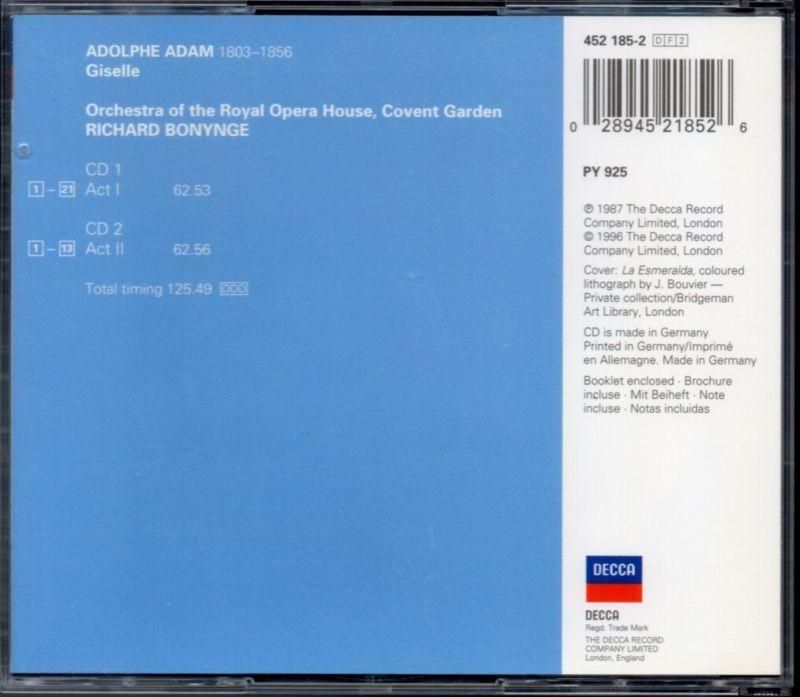 ADOLPHE ADAM 1803–1856
Giselle
Orchestra of the Royal Opera House, Covent Garden
RICHARD BONYNGE
CD 1
1 – 21 Act I 62.53
CD 2
1 – 13 Act II 62.56
Total timing 125.49 DDD
452 185-2 DF2
0 28945 21852 6
PY 925
℗ 1987 The Decca Record
Company Limited, London
© 1996 The Decca Record
Company Limited, London
Cover: La Esmeralda, coloured
lithograph by J. Bouvier —
Private collection/Bridgeman
Art Library, London
CD is made in Germany
Printed in Germany/Imprimé
en Allemagne. Made in Germany
Booklet enclosed · Brochure
incluse · Mit Beiheft · Note
incluse · Notas incluidas
DECCA
DECCA
Regd. Trade Mark
THE DECCA RECORD
COMPANY LIMITED
London, England